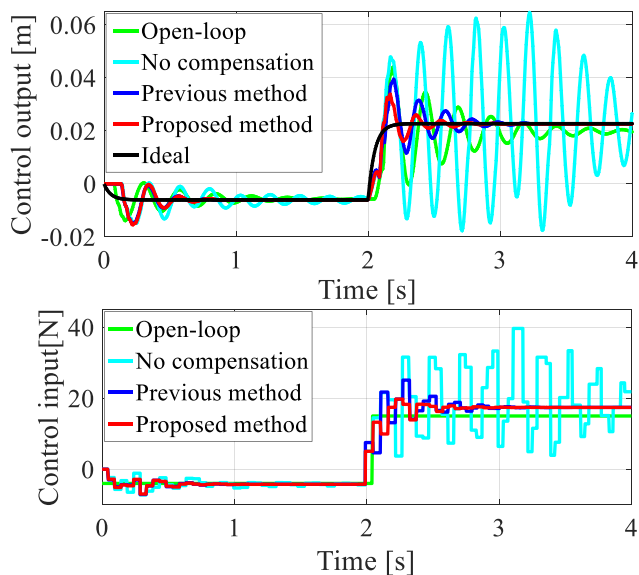 Control output [m]
0.06
0.04
0.02
0
-0.02
Open-loop
No compensation
Previous method
Proposed method
Ideal
0 1 2 3 4
Time [s]
Control input[N]
40
20
0
Open-loop
No compensation
Previous method
Proposed method
0 1 2 3 4
Time [s]